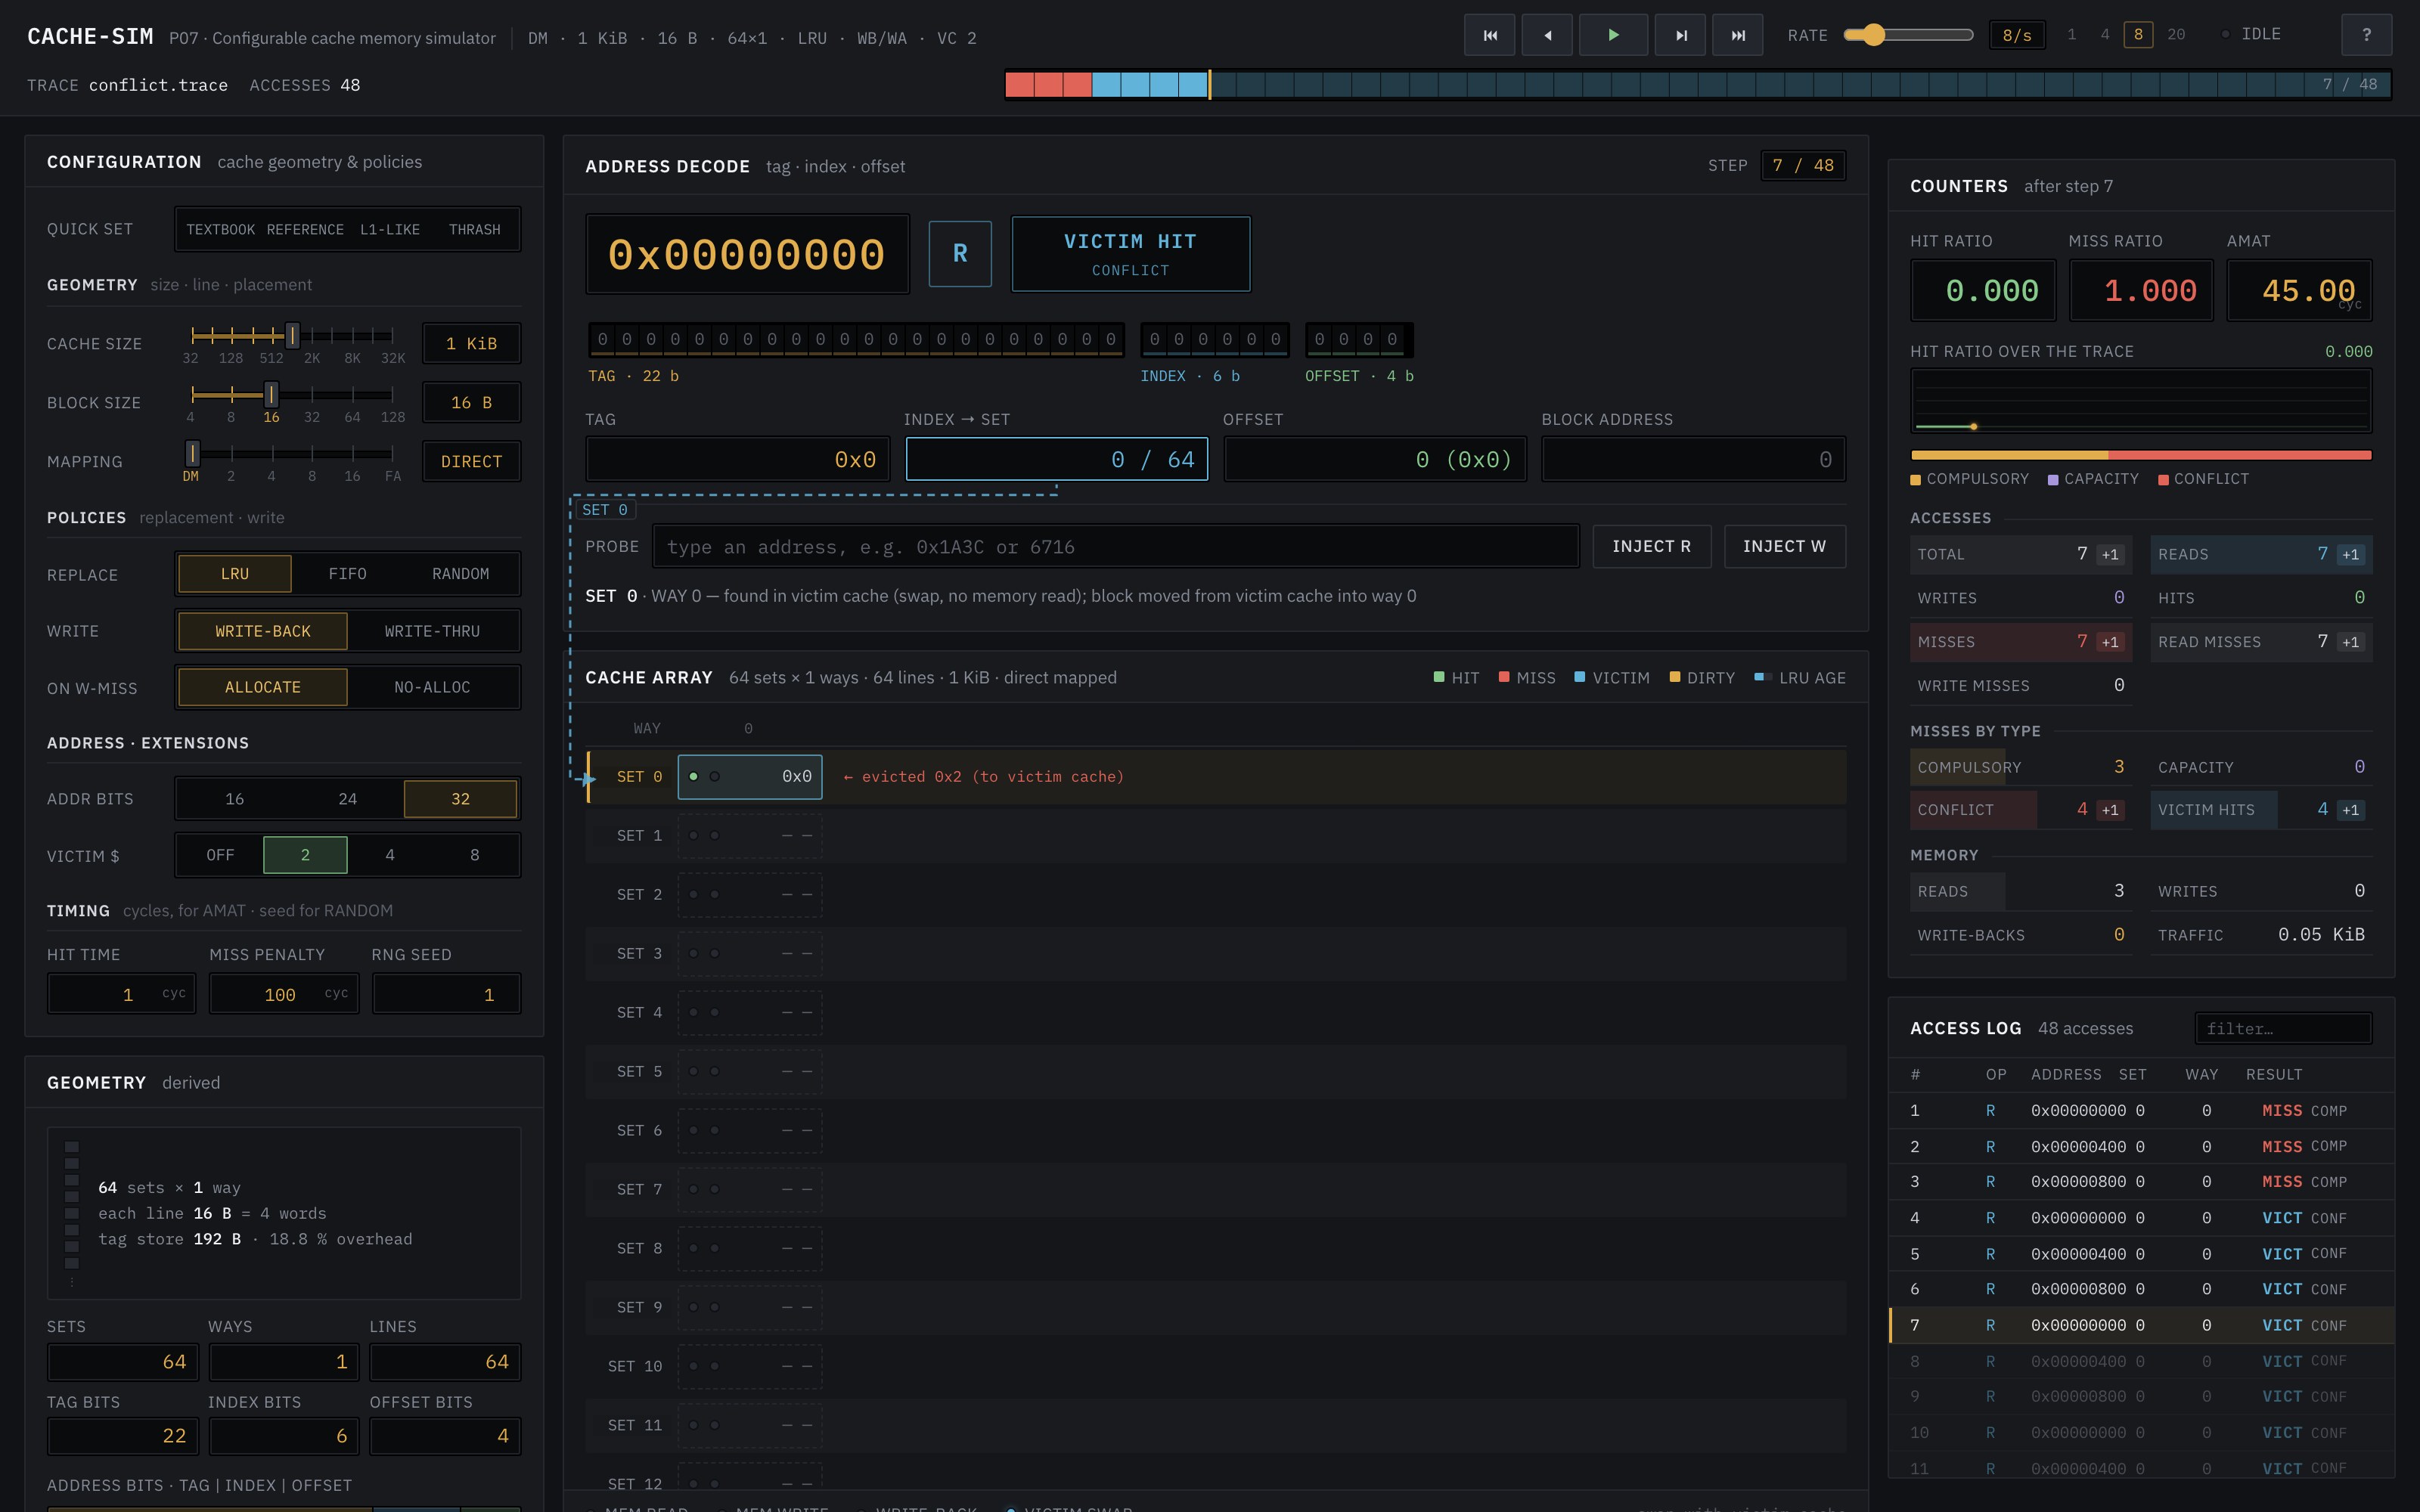 CACHE-SIM P07 · Configurable cache memory simulator DM · 1 KiB · 16 B · 64×1 · LRU · WB/WA · VC 2
RATE 8/s 1 4 8 20 IDLE ?
TRACE conflict.trace ACCESSES 48
7 / 48
CONFIGURATION cache geometry & policies
QUICK SET TEXTBOOK REFERENCE L1-LIKE THRASH
GEOMETRY size · line · placement
CACHE SIZE 1 KiB
32 128 512 2K 8K 32K
BLOCK SIZE 16 B
4 8 16 32 64 128
MAPPING DIRECT
DM 2 4 8 16 FA
POLICIES replacement · write
REPLACE LRU FIFO RANDOM
WRITE WRITE-BACK WRITE-THRU
ON W-MISS ALLOCATE NO-ALLOC
ADDRESS · EXTENSIONS
ADDR BITS 16 24 32
VICTIM $ OFF 2 4 8
TIMING cycles, for AMAT · seed for RANDOM
HIT TIME MISS PENALTY RNG SEED
1 cyc 100 cyc 1
GEOMETRY derived
64 sets × 1 way
each line 16 B = 4 words
tag store 192 B · 18.8 % overhead
SETS WAYS LINES
64 1 64
TAG BITS INDEX BITS OFFSET BITS
22 6 4
ADDRESS BITS · TAG | INDEX | OFFSET
ADDRESS DECODE tag · index · offset STEP 7 / 48
0x00000000 R VICTIM HIT
CONFLICT
0 0 0 0 0 0 0 0 0 0 0 0 0 0 0 0 0 0 0 0 0 0 0 0 0 0 0 0 0 0 0 0
TAG · 22 b INDEX · 6 b OFFSET · 4 b
TAG INDEX → SET OFFSET BLOCK ADDRESS
0x0 0 / 64 0 (0x0) 0
SET 0
PROBE type an address, e.g. 0x1A3C or 6716 INJECT R INJECT W
SET 0 · WAY 0 — found in victim cache (swap, no memory read); block moved from victim cache into way 0
CACHE ARRAY 64 sets × 1 ways · 64 lines · 1 KiB · direct mapped HIT MISS VICTIM DIRTY LRU AGE
WAY 0
SET 0 0x0 ← evicted 0x2 (to victim cache)
SET 1 — —
SET 2 — —
SET 3 — —
SET 4 — —
SET 5 — —
SET 6 — —
SET 7 — —
SET 8 — —
SET 9 — —
SET 10 — —
SET 11 — —
SET 12 — —
MEM READ MEM WRITE WRITE-BACK VICTIM SWAP swap with victim cache
COUNTERS after step 7
HIT RATIO MISS RATIO AMAT
0.000 1.000 45.00 cyc
HIT RATIO OVER THE TRACE 0.000
COMPULSORY CAPACITY CONFLICT
ACCESSES
TOTAL 7 +1 READS 7 +1
WRITES 0 HITS 0
MISSES 7 +1 READ MISSES 7 +1
WRITE MISSES 0
MISSES BY TYPE
COMPULSORY 3 CAPACITY 0
CONFLICT 4 +1 VICTIM HITS 4 +1
MEMORY
READS 3 WRITES 0
WRITE-BACKS 0 TRAFFIC 0.05 KiB
ACCESS LOG 48 accesses filter…
# OP ADDRESS SET WAY RESULT
1 R 0x00000000 0 0 MISS COMP
2 R 0x00000400 0 0 MISS COMP
3 R 0x00000800 0 0 MISS COMP
4 R 0x00000000 0 0 VICT CONF
5 R 0x00000400 0 0 VICT CONF
6 R 0x00000800 0 0 VICT CONF
7 R 0x00000000 0 0 VICT CONF
8 R 0x00000400 0 0 VICT CONF
9 R 0x00000800 0 0 VICT CONF
10 R 0x00000000 0 0 VICT CONF
11 R 0x00000400 0 0 VICT CONF